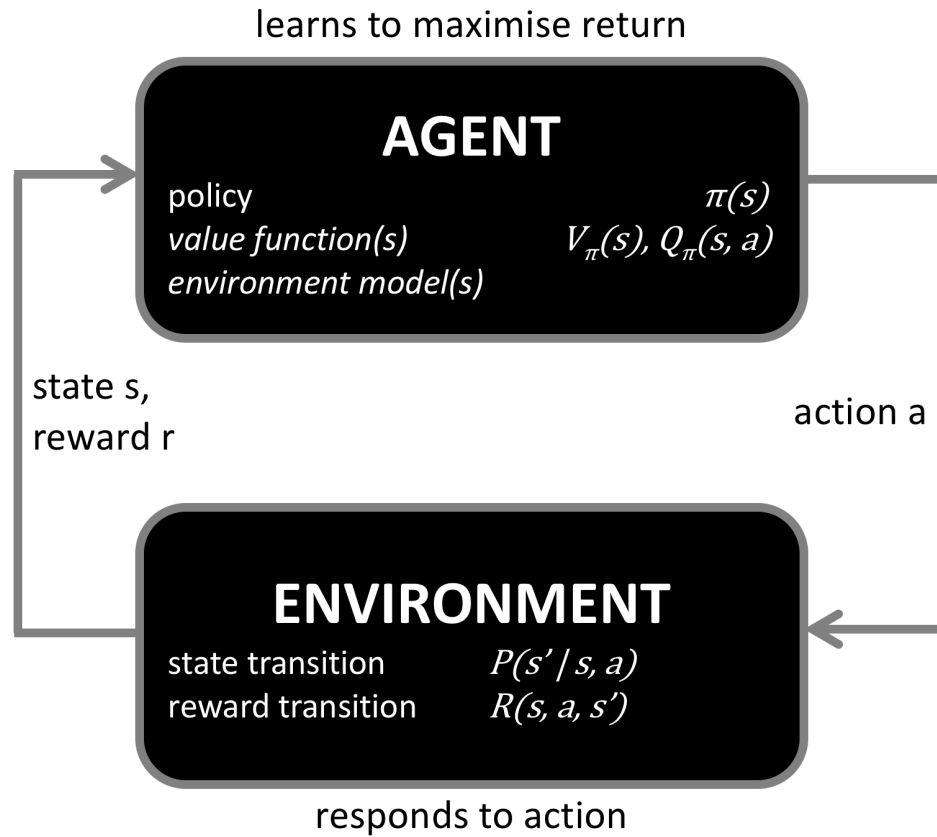 learns to maximise return
AGENT
policy π(s)
value function(s) Vπ(s), Qπ(s, a)
environment model(s)
state s,
reward r
action a
ENVIRONMENT
state transition P(s’|s, a)
reward transition R(s, a, s’)
responds to action